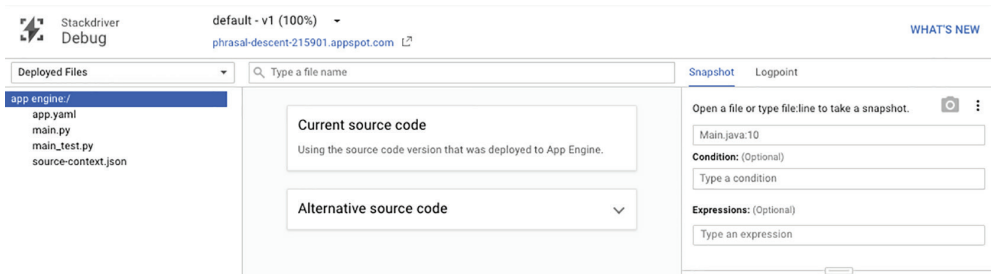 Stackdriver
Debug
default - v1 (100%)
phrasal-descent-215901.appspot.com
WHAT'S NEW
Deployed Files
Type a file name
Snapshot
Logpoint
app engine:/
app.yaml
main.py
main_test.py
source-context.json
Current source code
Using the source code version that was deployed to App Engine.
Alternative source code
Open a file or type file:line to take a snapshot.
Main.java:10
Condition: (Optional)
Type a condition
Expressions: (Optional)
Type an expression